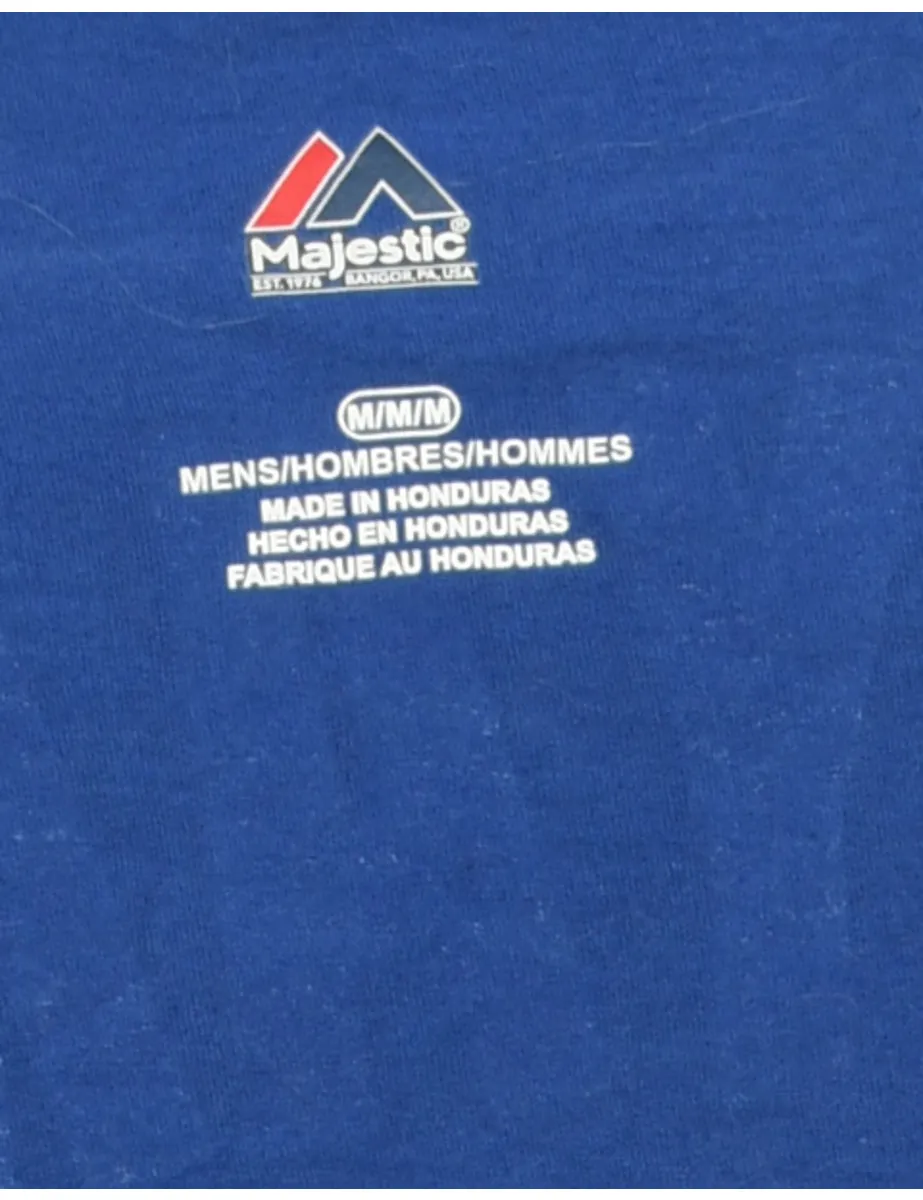 Majestic®
EST. 1976 BANGOR, PA, USA
M/M/M
MENS/HOMBRES/HOMMES
MADE IN HONDURAS
HECHO EN HONDURAS
FABRIQUE AU HONDURAS